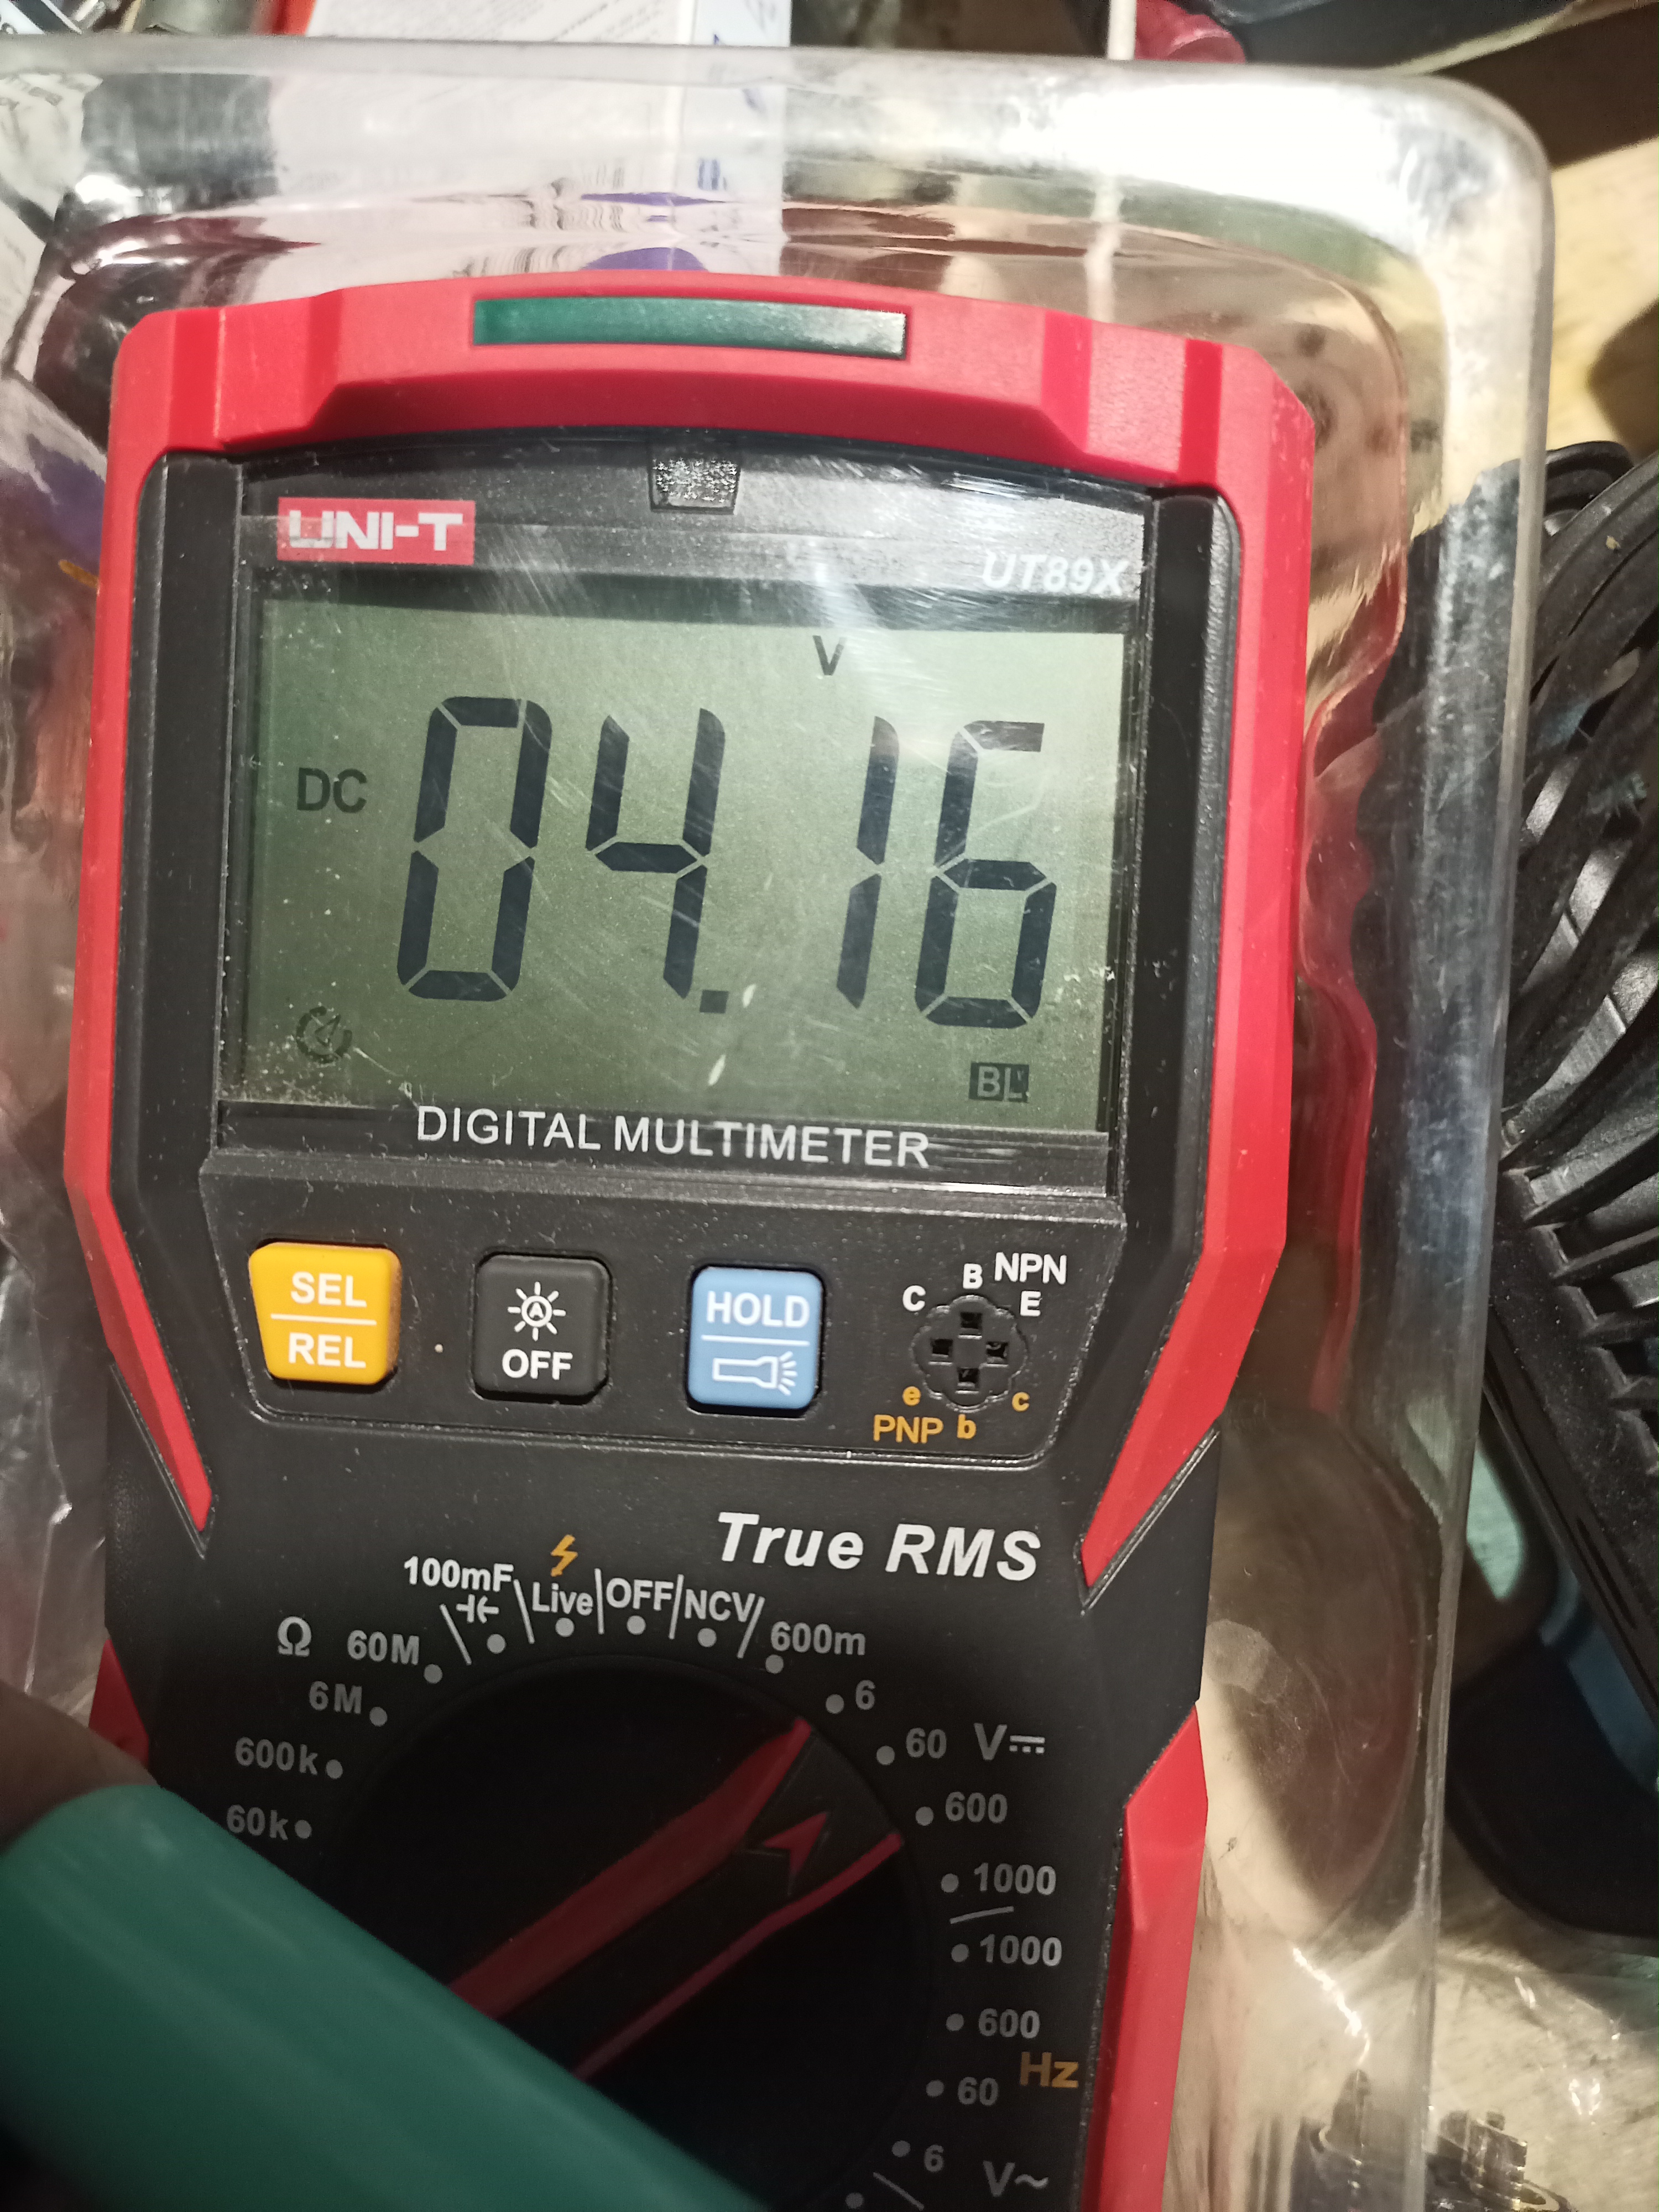 UNI-T
UT89X
V
DC
04.16
BL
DIGITAL MULTIMETER
SEL
REL
A
OFF
HOLD
NPN
B
C
E
e
c
PNP
b
True RMS
100mF
Live
OFF
NCV
600m
Ω
60M
6
6M
60
V
600k
600
60k
1000
1000
600
Hz
60
6
V~